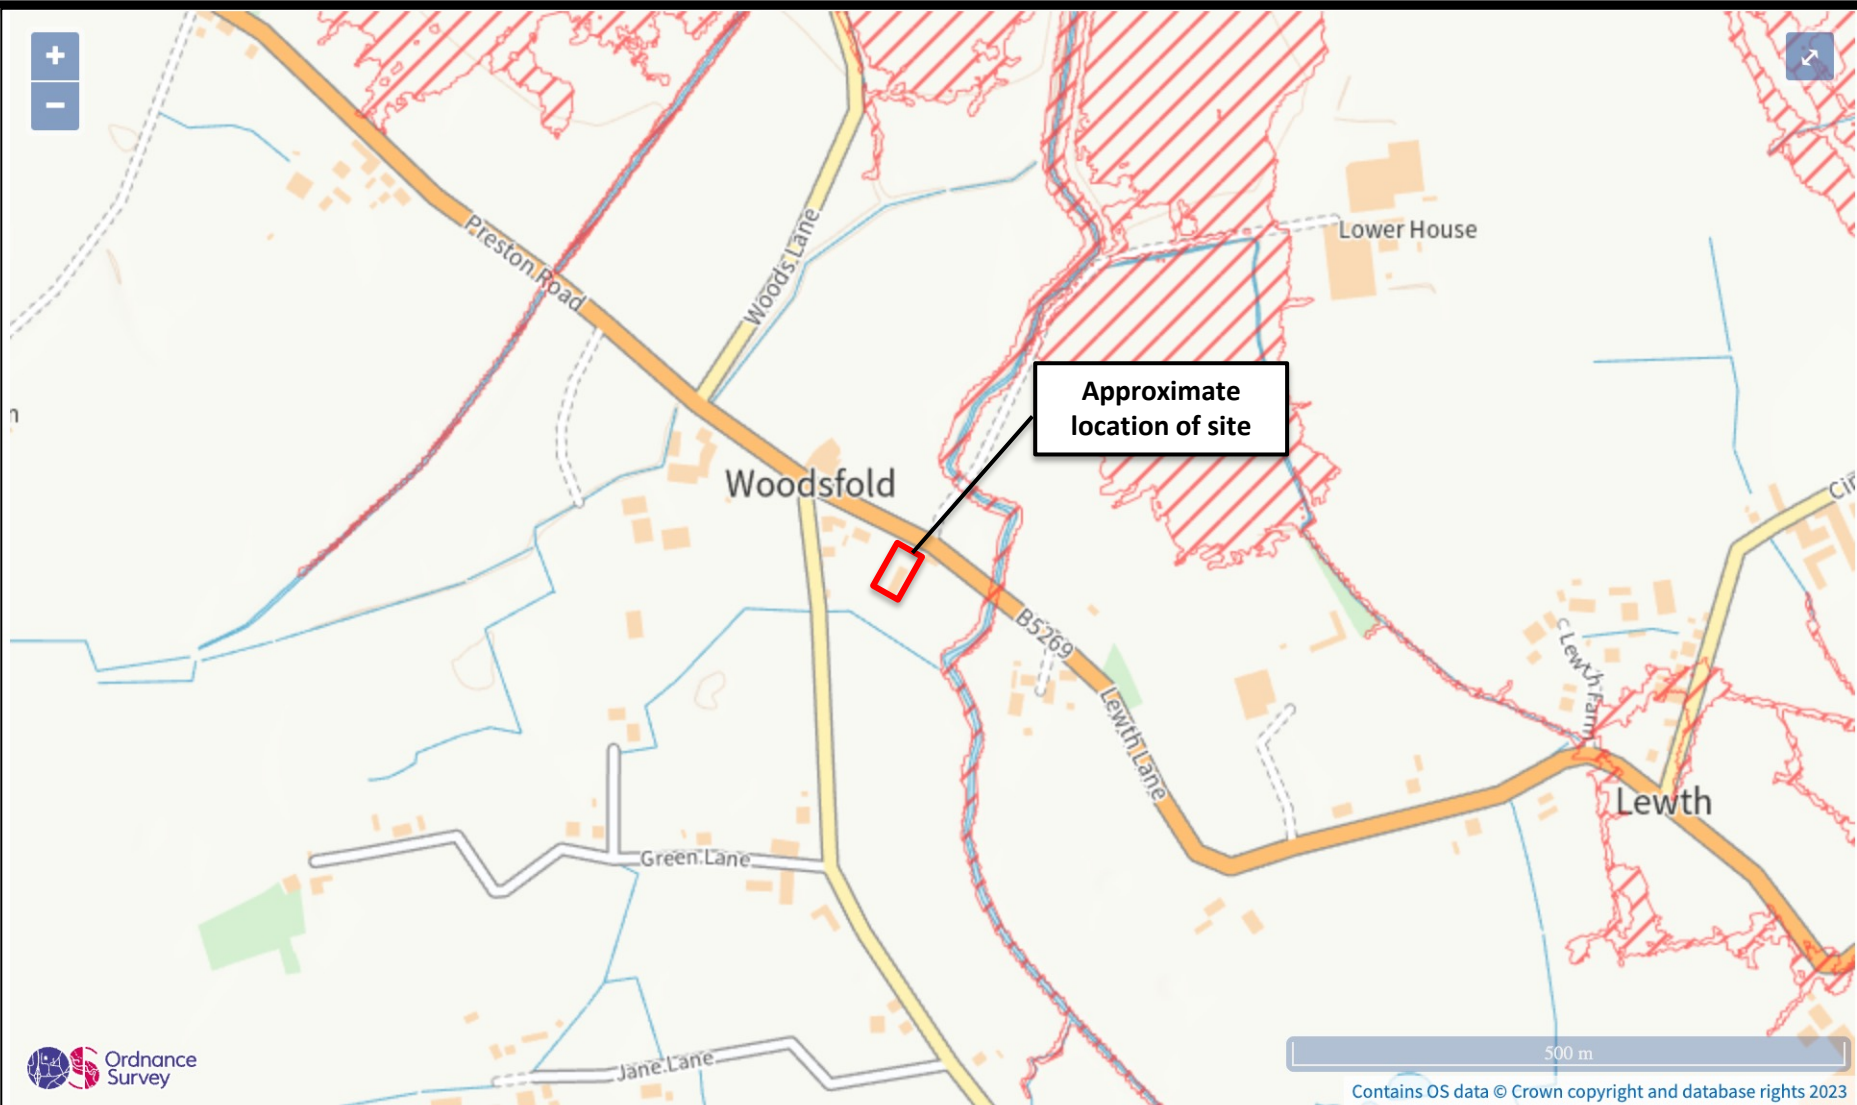 +
−
Preston Road
Woods Lane
Lower House
Approximate
location of site
Woodsfold
B5269
Lewth Lane
Lewth Farm
Lewth
Green Lane
Jane Lane
Ordnance
Survey
500 m
Contains OS data © Crown copyright and database rights 2023